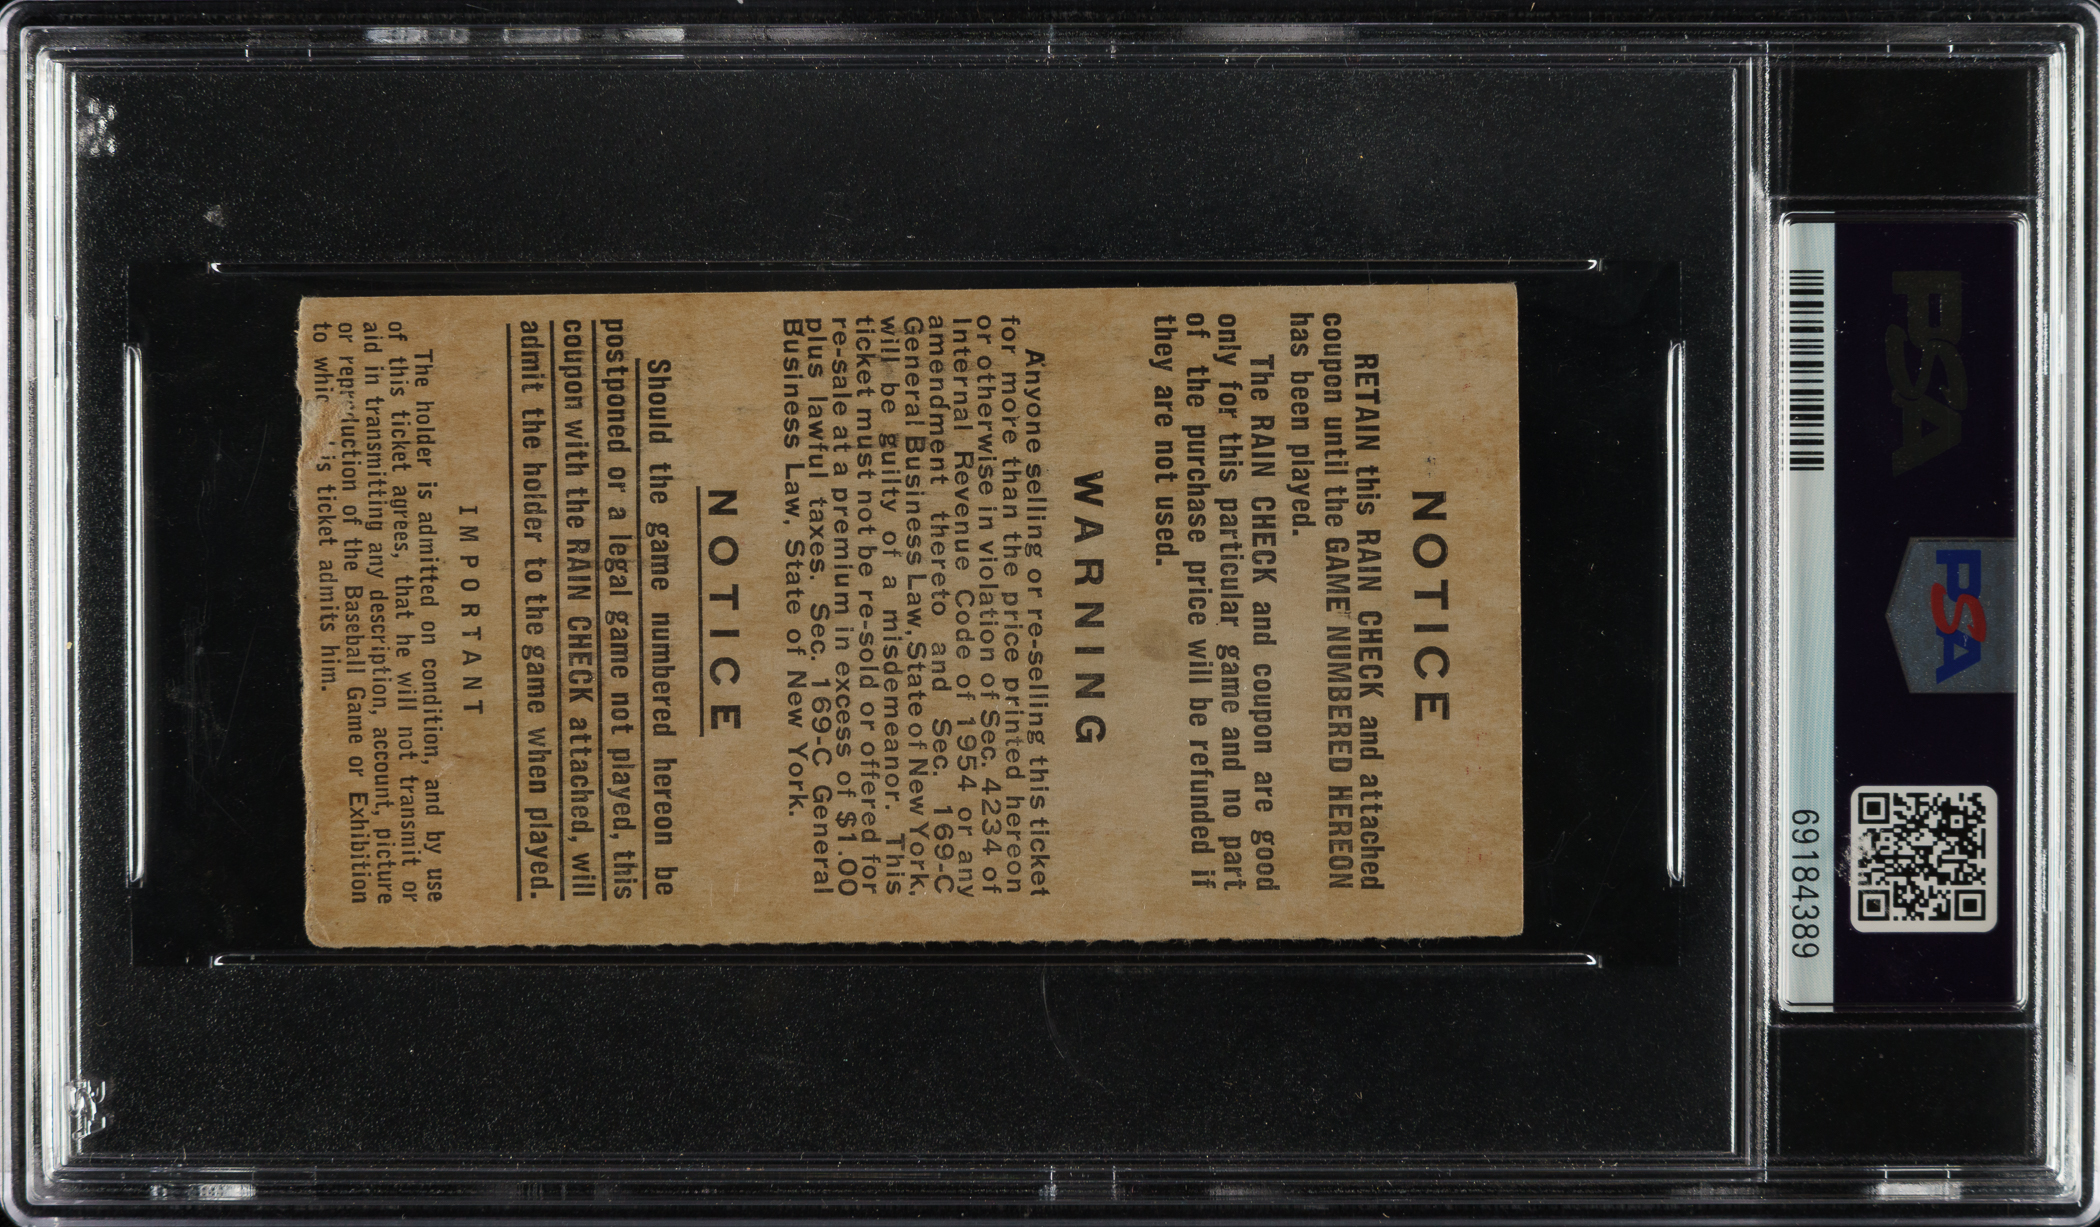 PSA
PSA
69184389
NOTICE
RETAIN this RAIN CHECK and attached
coupon until the GAME NUMBERED HEREON
has been played.
The RAIN CHECK and coupon are good
only for this particular game and no part
of the purchase price will be refunded if
they are not used.
WARNING
Anyone selling or re-selling this ticket
for more than the price printed hereon
or otherwise in violation of Sec. 4234 of
Internal Revenue Code of 1954 or any
amendment thereto and Sec. 169-C
General Business Law, State of New York,
will be guilty of a misdemeanor. This
ticket must not be re-sold or offered for
re-sale at a premium in excess of $1.00
plus lawful taxes. Sec. 169-C General
Business Law, State of New York.
NOTICE
Should the game numbered hereon be
postponed or a legal game not played, this
coupon with the RAIN CHECK attached, will
admit the holder to the game when played.
IMPORTANT
The holder is admitted on condition, and by use
of this ticket agrees, that he will not transmit or
aid in transmitting any description, account, picture
or reproduction of the Baseball Game or Exhibition
to ticket admits him.